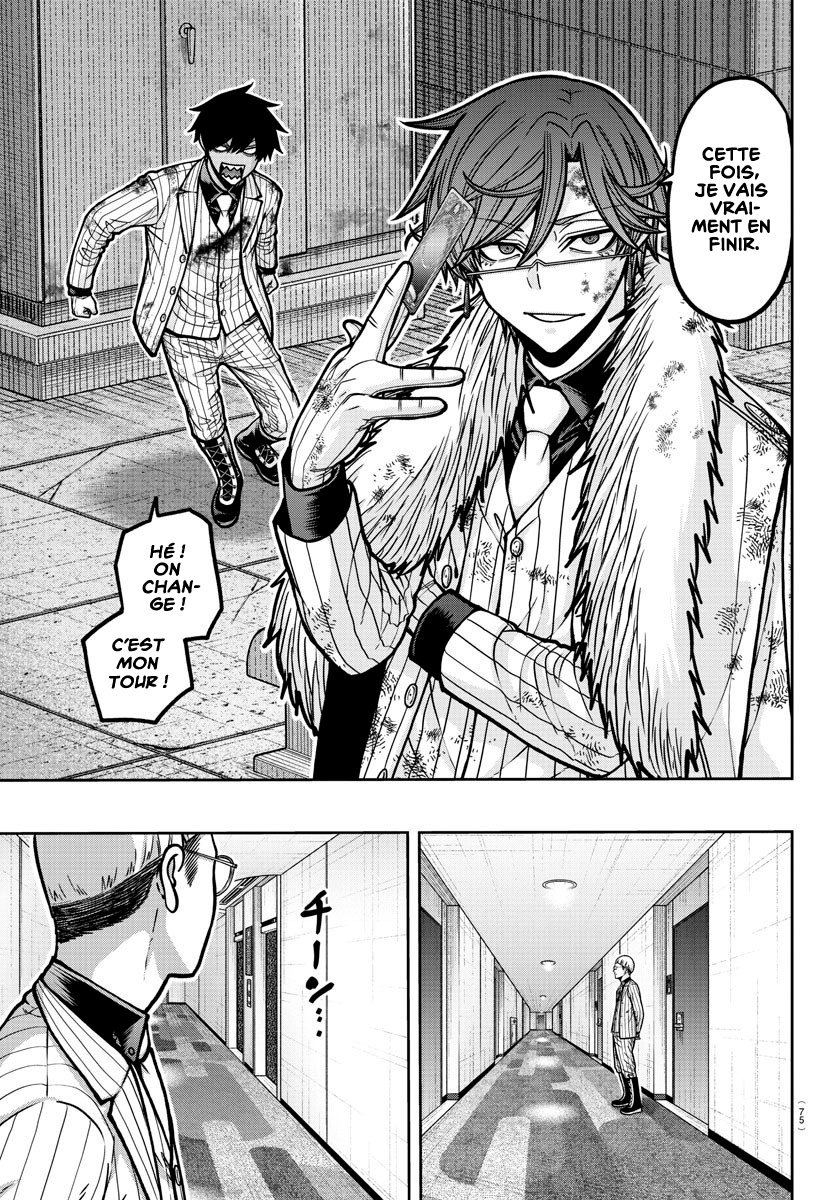 CETTE
FOIS,
JE VAIS
VRAI-
MENT EN
FINIR.
HÉ !
ON
CHAN-
GE !
C'EST
MON
TOUR !
チーン…
(75)